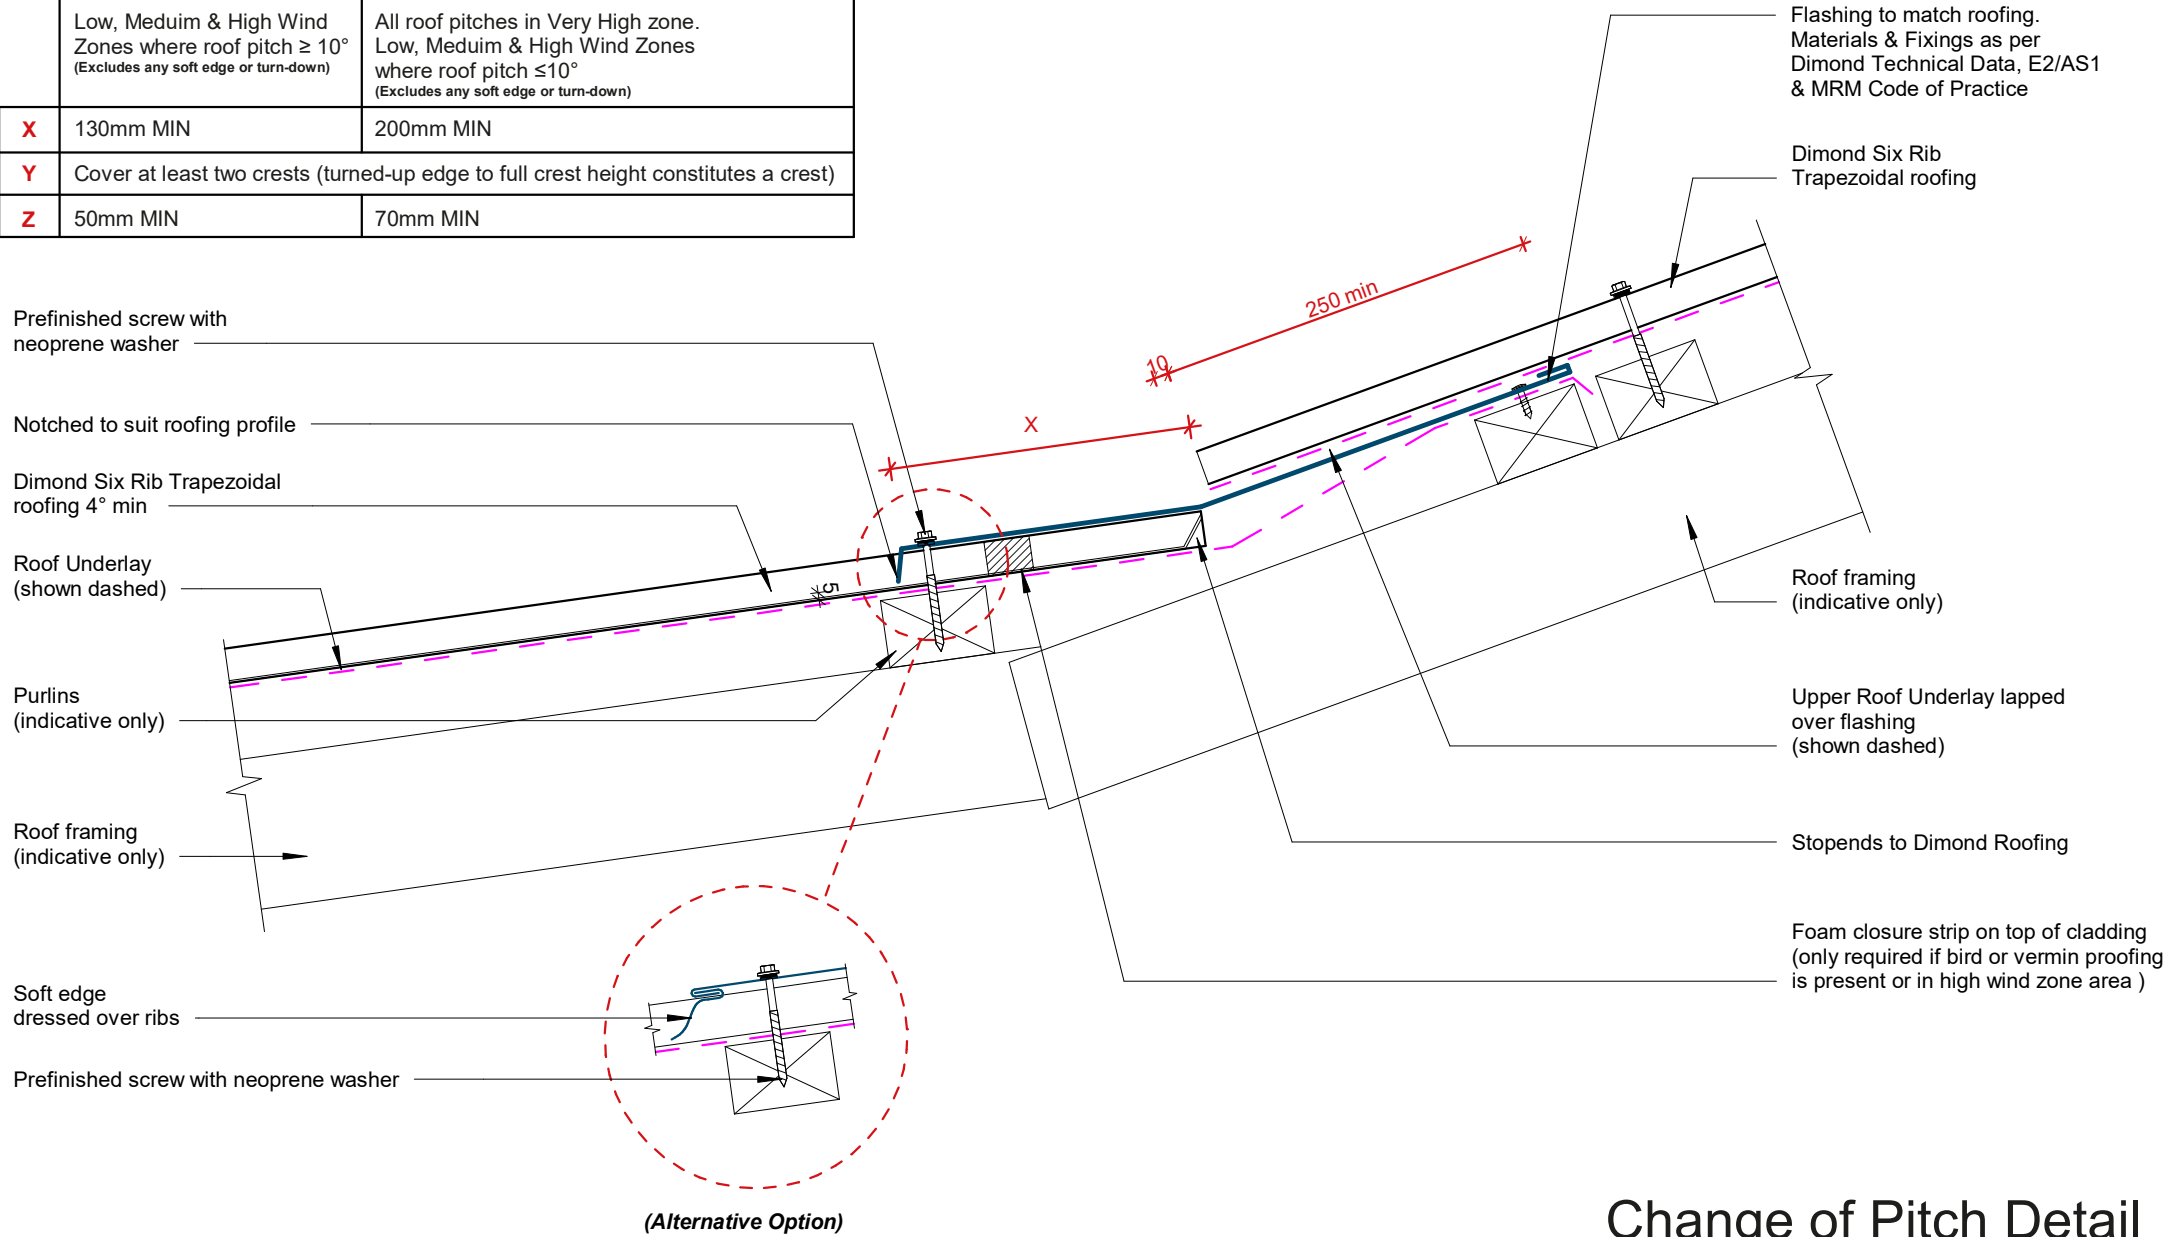 Low, Meduim & High Wind
Zones where roof pitch ≥ 10°
(Excludes any soft edge or turn-down)
All roof pitches in Very High zone.
Low, Meduim & High Wind Zones
where roof pitch ≤10°
(Excludes any soft edge or turn-down)
X
130mm MIN
200mm MIN
Y
Cover at least two crests (turned-up edge to full crest height constitutes a crest)
Z
50mm MIN
70mm MIN
Flashing to match roofing.
Materials & Fixings as per
Dimond Technical Data, E2/AS1
& MRM Code of Practice
Dimond Six Rib
Trapezoidal roofing
250 min
10
X
5
Prefinished screw with
neoprene washer
Notched to suit roofing profile
Dimond Six Rib Trapezoidal
roofing 4° min
Roof Underlay
(shown dashed)
Purlins
(indicative only)
Roof framing
(indicative only)
Soft edge
dressed over ribs
Prefinished screw with neoprene washer
Roof framing
(indicative only)
Upper Roof Underlay lapped
over flashing
(shown dashed)
Stopends to Dimond Roofing
Foam closure strip on top of cladding
(only required if bird or vermin proofing
is present or in high wind zone area )
(Alternative Option)
Change of Pitch Detail